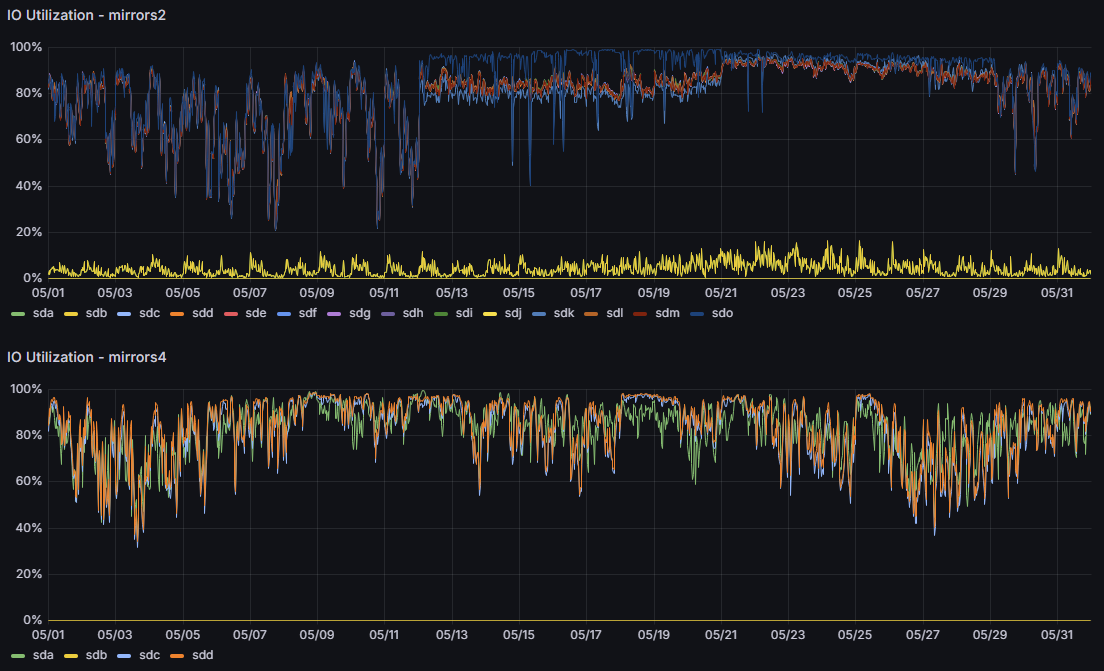 IO Utilization - mirrors2
100%
80%
60%
40%
20%
0%
05/01 05/03 05/05 05/07 05/09 05/11 05/13 05/15 05/17 05/19 05/21 05/23 05/25 05/27 05/29 05/31
sda sdb sdc sdd sde sdf sdg sdh sdi sdj sdk sdl sdm sdo
IO Utilization - mirrors4
100%
80%
60%
40%
20%
0%
05/01 05/03 05/05 05/07 05/09 05/11 05/13 05/15 05/17 05/19 05/21 05/23 05/25 05/27 05/29 05/31
sda sdb sdc sdd